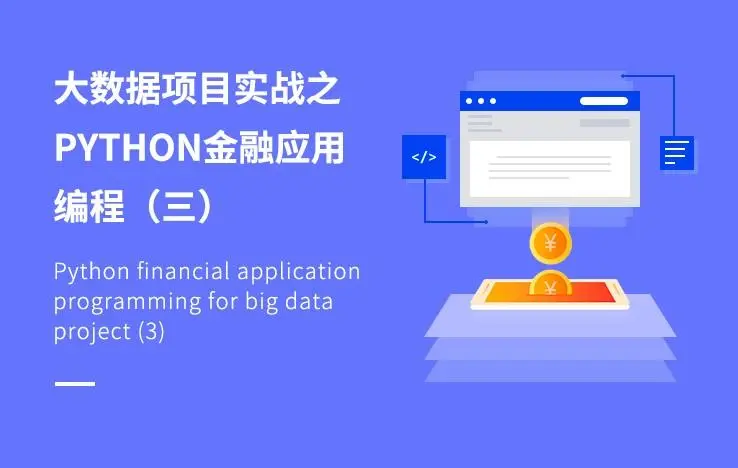 大数据项目实战之
PYTHON金融应用
编程（三）
Python financial application
programming for big data
project (3)
</>
¥
¥